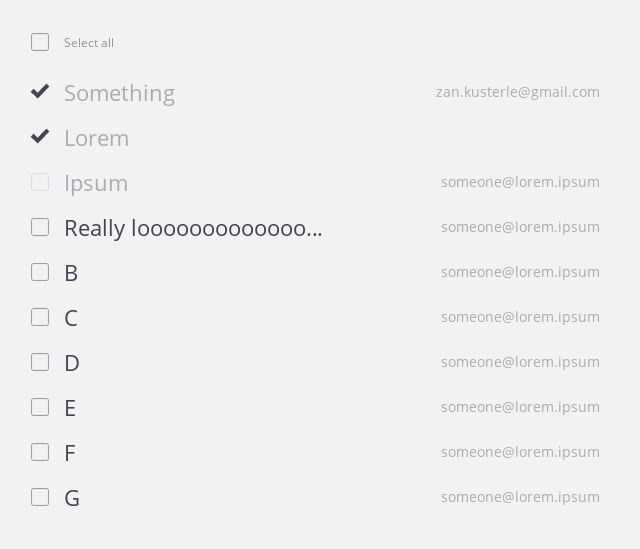 Select all
Something zan.kusterle@gmail.com
Lorem
Ipsum someone@lorem.ipsum
Really looooooooooooo... someone@lorem.ipsum
B someone@lorem.ipsum
C someone@lorem.ipsum
D someone@lorem.ipsum
E someone@lorem.ipsum
F someone@lorem.ipsum
G someone@lorem.ipsum